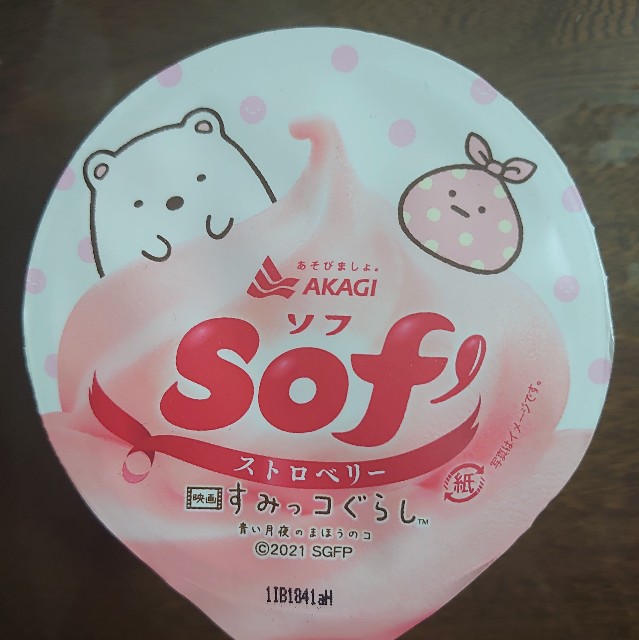 あそびましょ。
AKAGI
ソフ
Sof'
ストロベリー
写真はイメージです。
紙
映画 すみっコぐらし™
青い月夜のまほうのコ
©2021 SGFP
1IB1841aH